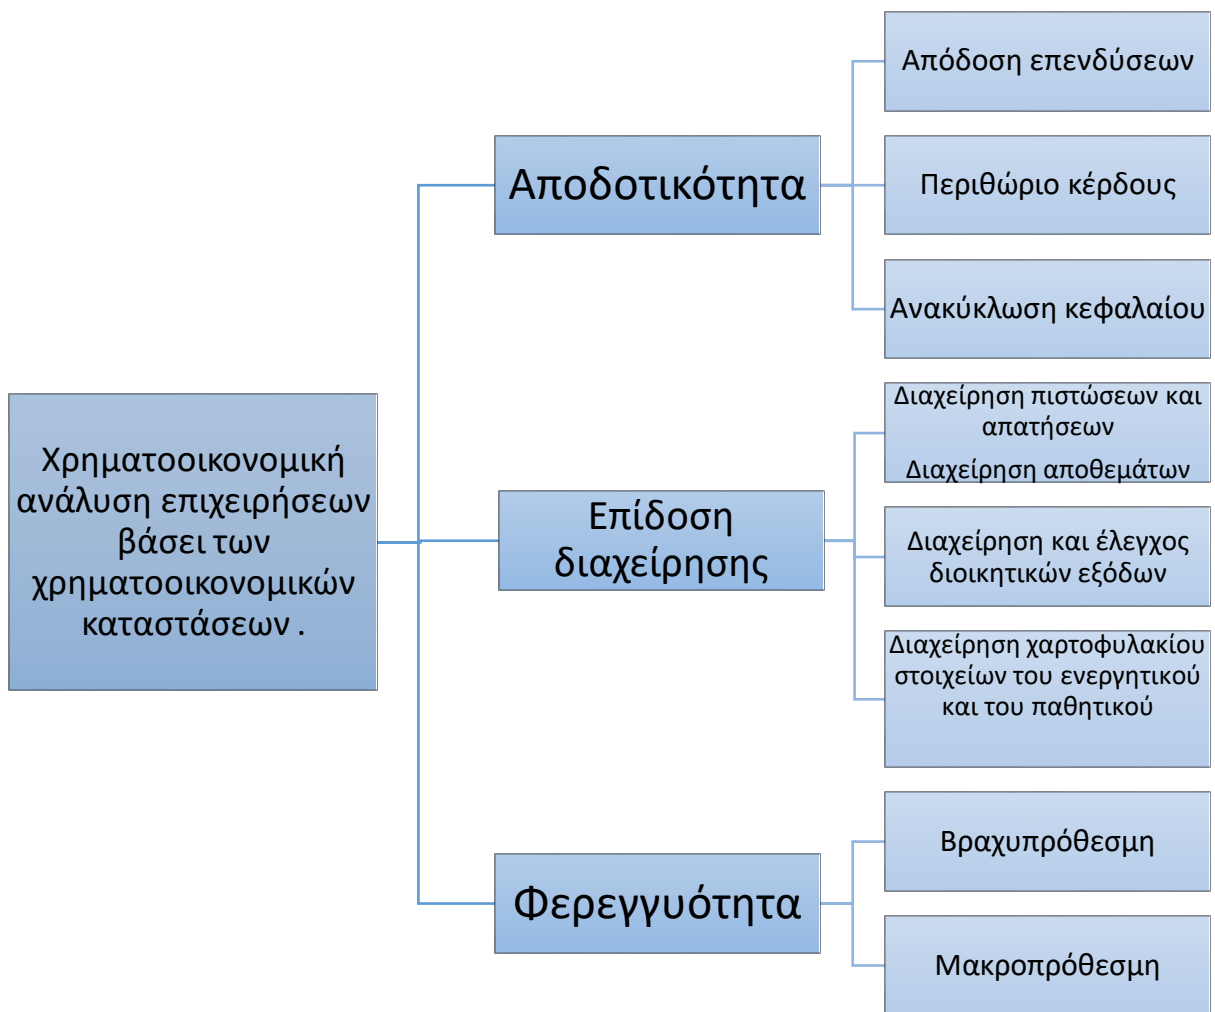 Χρηματοοικονομική
ανάλυση επιχειρήσεων
βάσει των
χρηματοοικονομικών
καταστάσεων .
Αποδοτικότητα
Απόδοση επενδύσεων
Περιθώριο κέρδους
Ανακύκλωση κεφαλαίου
Επίδοση
διαχείρησης
Διαχείρηση πιστώσεων και
απατήσεων
Διαχείρηση αποθεμάτων
Διαχείρηση και έλεγχος
διοικητικών εξόδων
Διαχείρηση χαρτοφυλακίου
στοιχείων του ενεργητικού
και του παθητικού
Φερεγγυότητα
Βραχυπρόθεσμη
Μακροπρόθεσμη